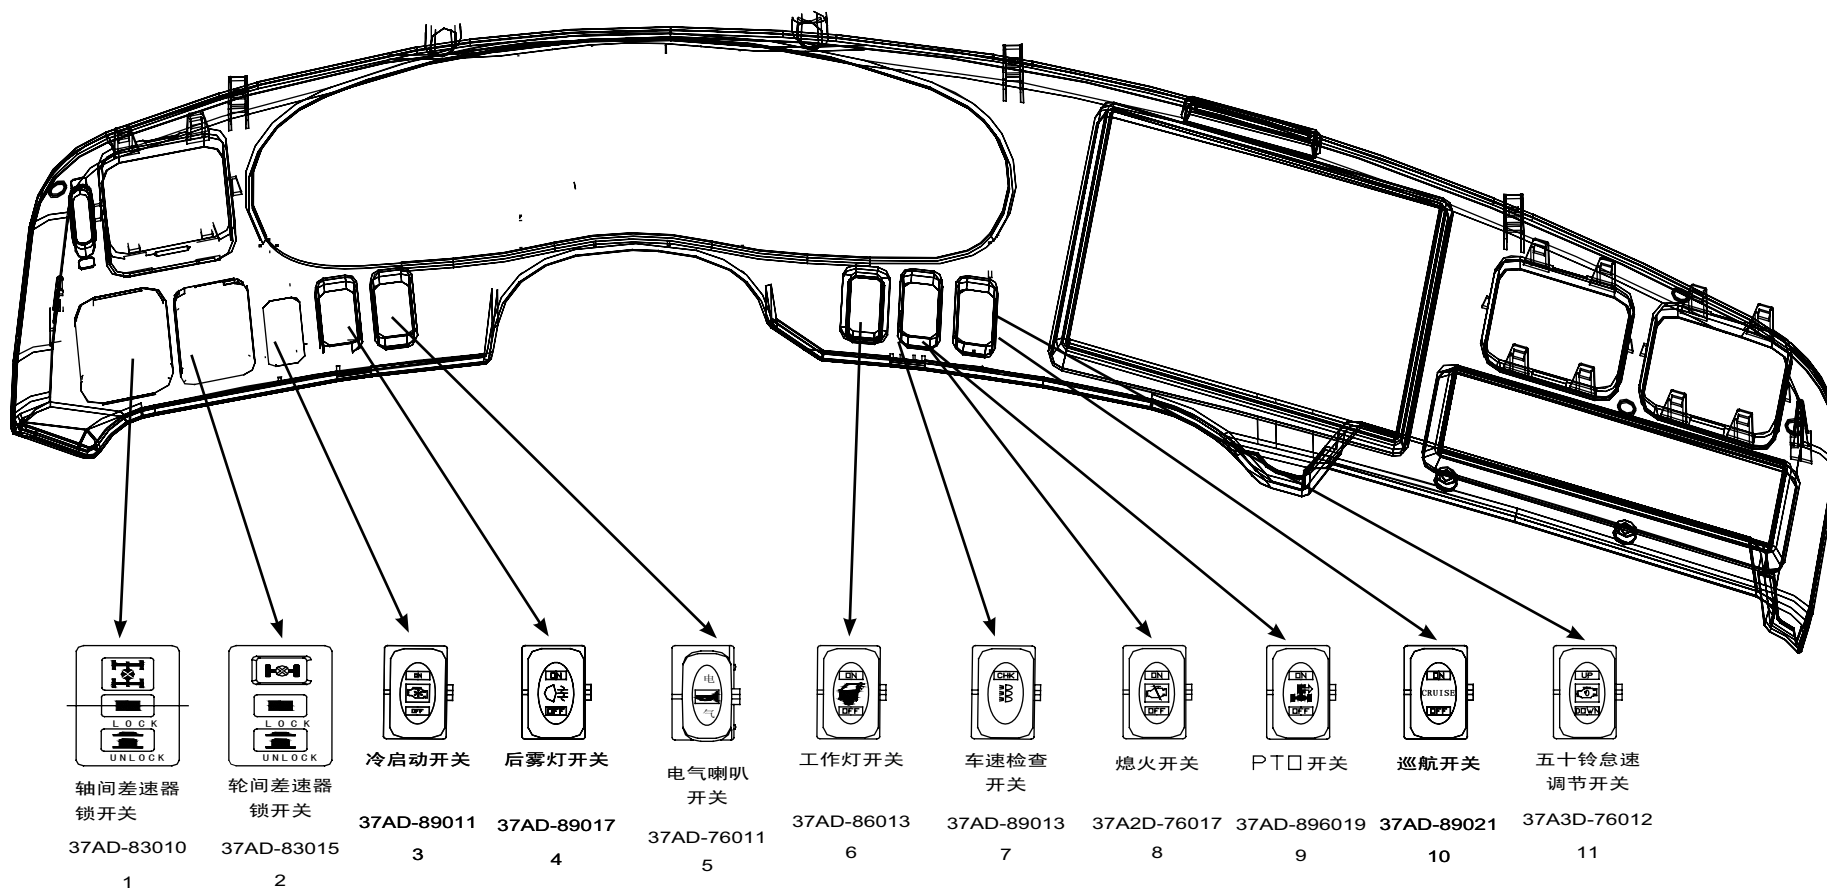 LOCK
UNLOCK
轴间差速器
锁开关
37AD-83010
1
LOCK
UNLOCK
轮间差速器
锁开关
37AD-83015
2
ON
OFF
冷启动开关
37AD-89011
3
ON
OFF
后雾灯开关
37AD-89017
4
电
气
电气喇叭
开关
37AD-76011
5
ON
OFF
工作灯开关
37AD-86013
6
CHK
车速检查
开关
37AD-89013
7
ON
OFF
熄火开关
37A2D-76017
8
ON
OFF
PTO开关
37AD-896019
9
ON
CRUISE
OFF
巡航开关
37AD-89021
10
UP
DOWN
五十铃怠速
调节开关
37A3D-76012
11